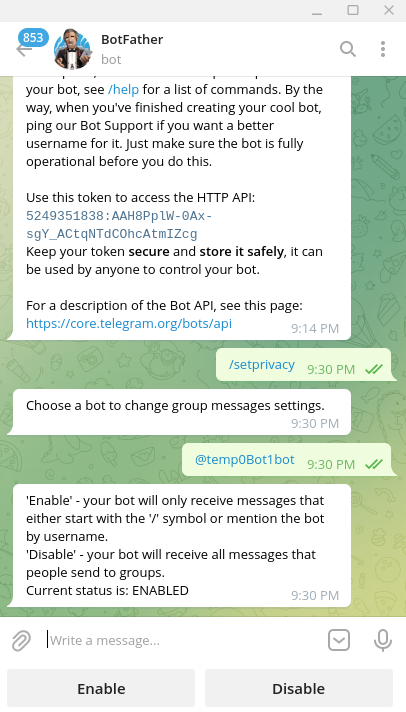 853
BotFather
bot
your bot, see /help for a list of commands. By the
way, when you've finished creating your cool bot,
ping our Bot Support if you want a better
username for it. Just make sure the bot is fully
operational before you do this.
Use this token to access the HTTP API:
5249351838:AAH8PplW-0Ax-
sgY_ACtqNTdCOhcAtmIZcg
Keep your token secure and store it safely, it can
be used by anyone to control your bot.
For a description of the Bot API, see this page:
https://core.telegram.org/bots/api
9:14 PM
/setprivacy 9:30 PM
Choose a bot to change group messages settings.
9:30 PM
@temp0Bot1bot 9:30 PM
'Enable' - your bot will only receive messages that
either start with the '/' symbol or mention the bot
by username.
'Disable' - your bot will receive all messages that
people send to groups.
Current status is: ENABLED
9:30 PM
Write a message...
Enable Disable